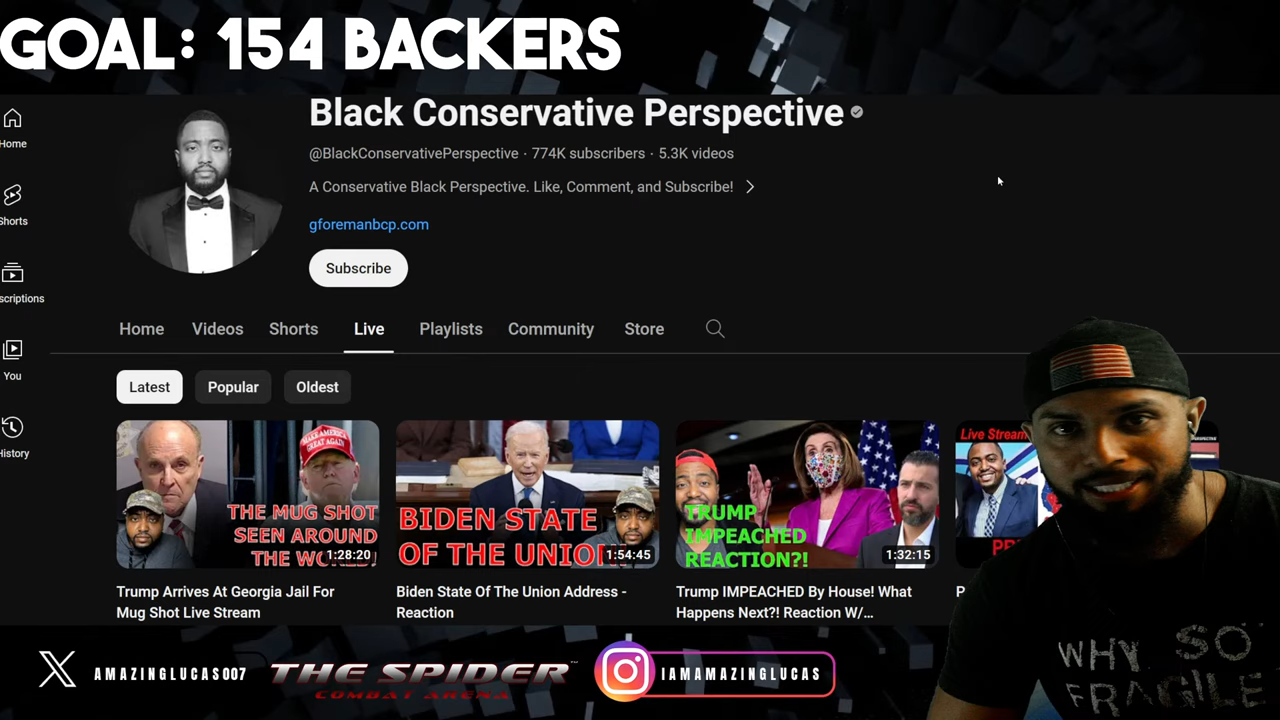 GOAL: 154 BACKERS
Black Conservative Perspective
@BlackConservativePerspective · 774K subscribers · 5.3K videos
A Conservative Black Perspective. Like, Comment, and Subscribe!
gforemanbcp.com
Subscribe
Home
Shorts
scriptions
You
History
Home Videos Shorts Live Playlists Community Store
Latest Popular Oldest
MAKE AMERICA
GREAT AGAIN
THE MUG SHOT
SEEN AROUND
THE WORLD!
1:28:20
Trump Arrives At Georgia Jail For
Mug Shot Live Stream
BIDEN STATE
OF THE UNION
1:54:45
Biden State Of The Union Address -
Reaction
TRUMP
IMPEACHED
REACTION?!
1:32:15
Trump IMPEACHED By House! What
Happens Next?! Reaction W/...
Live Stream
WHY SO
FRAGILE
AMAZINGLUCAS007
THE SPIDER
COMBAT ARENA
IAMAMAZINGLUCAS